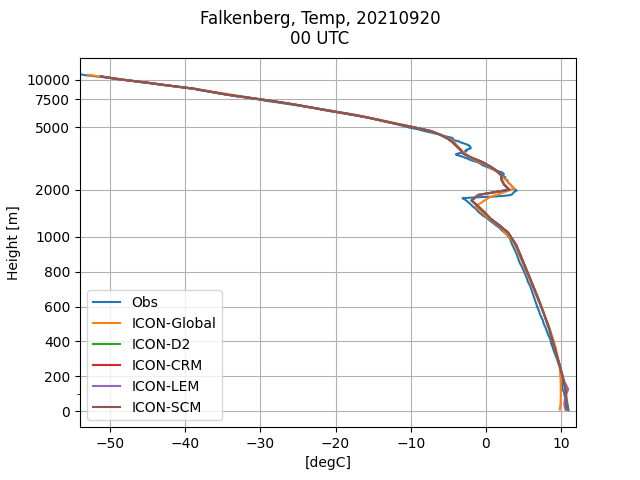 Falkenberg, Temp, 20210920
00 UTC
10000
7500
5000
2000
1000
800
600
400
200
0
Height [m]
Obs
ICON-Global
ICON-D2
ICON-CRM
ICON-LEM
ICON-SCM
−50 −40 −30 −20 −10 0 10
[degC]